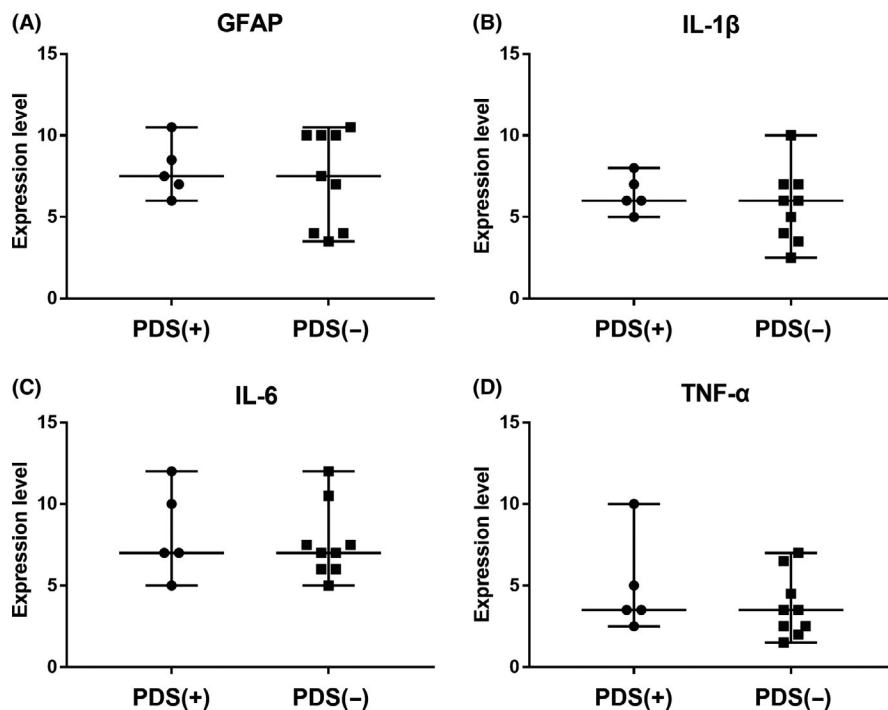 (A)
GFAP
Expression level
15
10
5
0
PDS(+)
PDS(−)
(B)
IL-1β
Expression level
15
10
5
0
PDS(+)
PDS(−)
(C)
IL-6
Expression level
15
10
5
0
PDS(+)
PDS(−)
(D)
TNF-α
Expression level
15
10
5
0
PDS(+)
PDS(−)